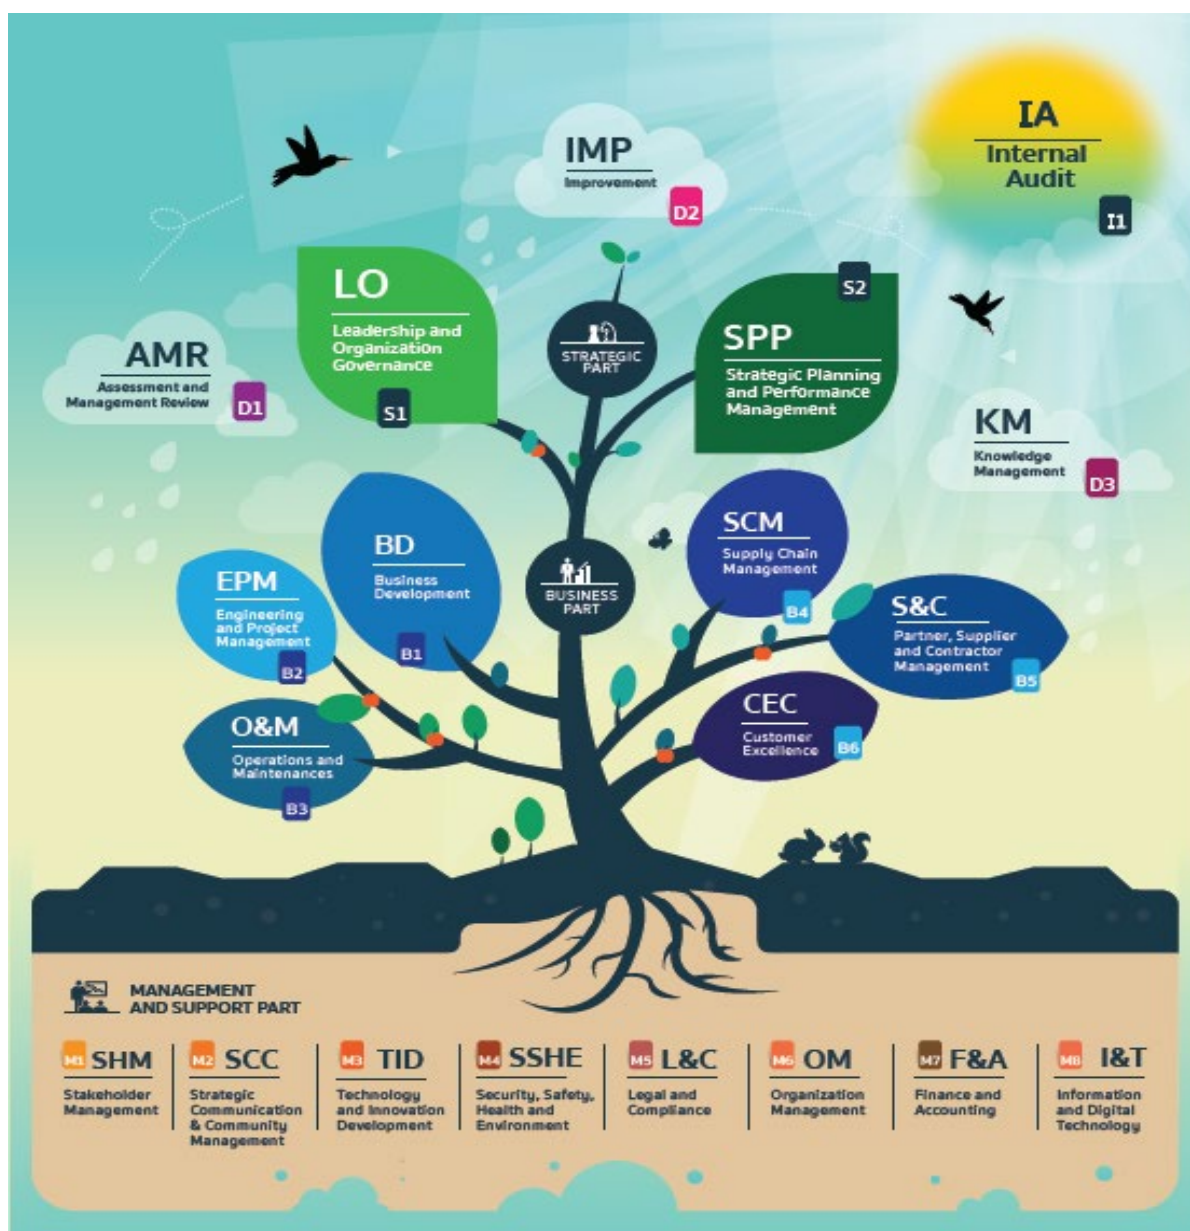 IMP
Improvement
D2
IA
Internal
Audit
I1
LO
Leadership and
Organization
Governance
S1
STRATEGIC
PART
S2
SPP
Strategic Planning
and Performance
Management
AMR
Assessment and
Management Review
D1
KM
Knowledge
Management
D3
BD
Business
Development
B1
BUSINESS
PART
SCM
Supply Chain
Management
B4
EPM
Engineering
and Project
Management
B2
S&C
Partner, Supplier
and Contractor
Management
B5
O&M
Operations and
Maintenances
B3
CEC
Customer
Excellence
B6
MANAGEMENT
AND SUPPORT PART
M1 SHM
Stakeholder
Management
M2 SCC
Strategic
Communication
& Community
Management
M3 TID
Technology
and Innovation
Development
M4 SSHE
Security, Safety,
Health and
Environment
M5 L&C
Legal and
Compliance
M6 OM
Organization
Management
M7 F&A
Finance and
Accounting
M8 I&T
Information
and Digital
Technology